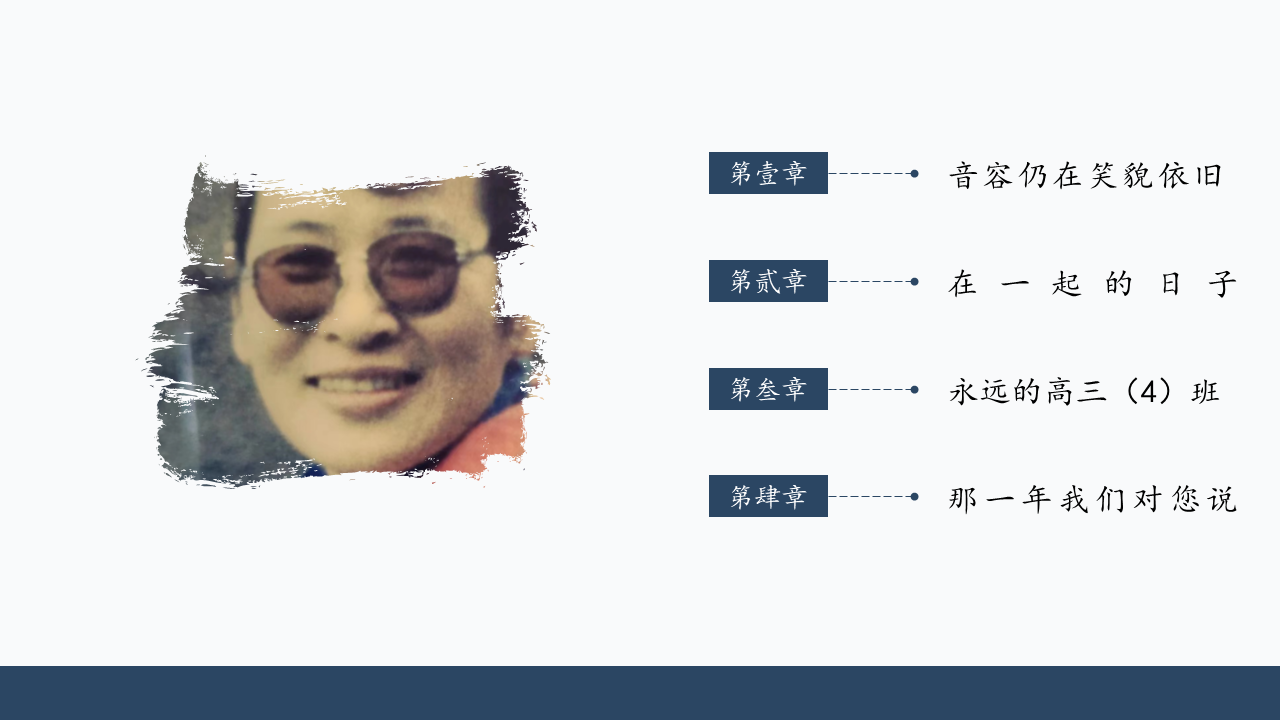 第壹章 音容仍在笑貌依旧
第贰章 在一起的日子
第叁章 永远的高三（4）班
第肆章 那一年我们对您说